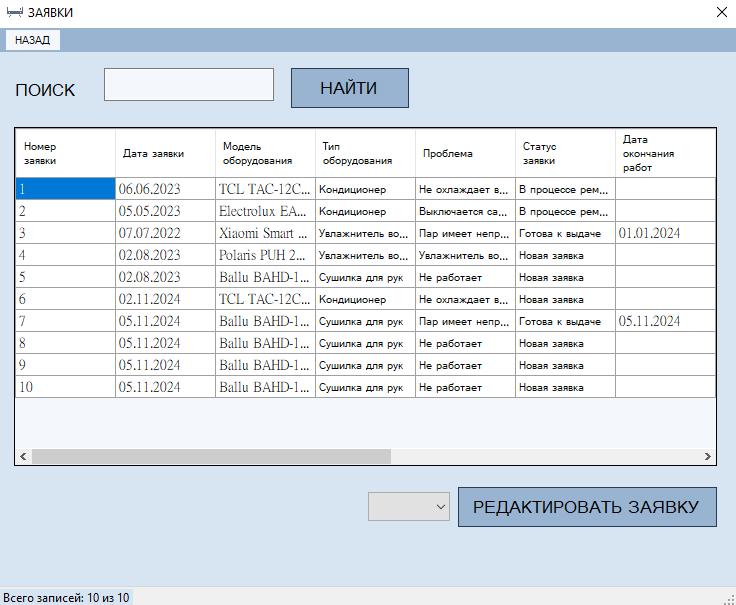 ЗАЯВКИ
НАЗАД
ПОИСК
НАЙТИ
Номер заявки Дата заявки Модель оборудования Тип оборудования Проблема Статус заявки Дата окончания работ
1 06.06.2023 TCL TAC-12C... Кондиционер Не охлаждает в... В процессе рем...
2 05.05.2023 Electrolux EA... Кондиционер Выключается са... В процессе рем...
3 07.07.2022 Xiaomi Smart ... Увлажнитель во... Пар имеет непр... Готова к выдаче 01.01.2024
4 02.08.2023 Polaris PUH 2... Увлажнитель во... Увлажнитель во... Новая заявка
5 02.08.2023 Ballu BAHD-1... Сушилка для рук Не работает Новая заявка
6 02.11.2024 TCL TAC-12C... Кондиционер Не охлаждает в... Новая заявка
7 05.11.2024 Ballu BAHD-1... Сушилка для рук Пар имеет непр... Готова к выдаче 05.11.2024
8 05.11.2024 Ballu BAHD-1... Сушилка для рук Не работает Новая заявка
9 05.11.2024 Ballu BAHD-1... Сушилка для рук Не работает Новая заявка
10 05.11.2024 Ballu BAHD-1... Сушилка для рук Не работает Новая заявка
РЕДАКТИРОВАТЬ ЗАЯВКУ
Всего записей: 10 из 10